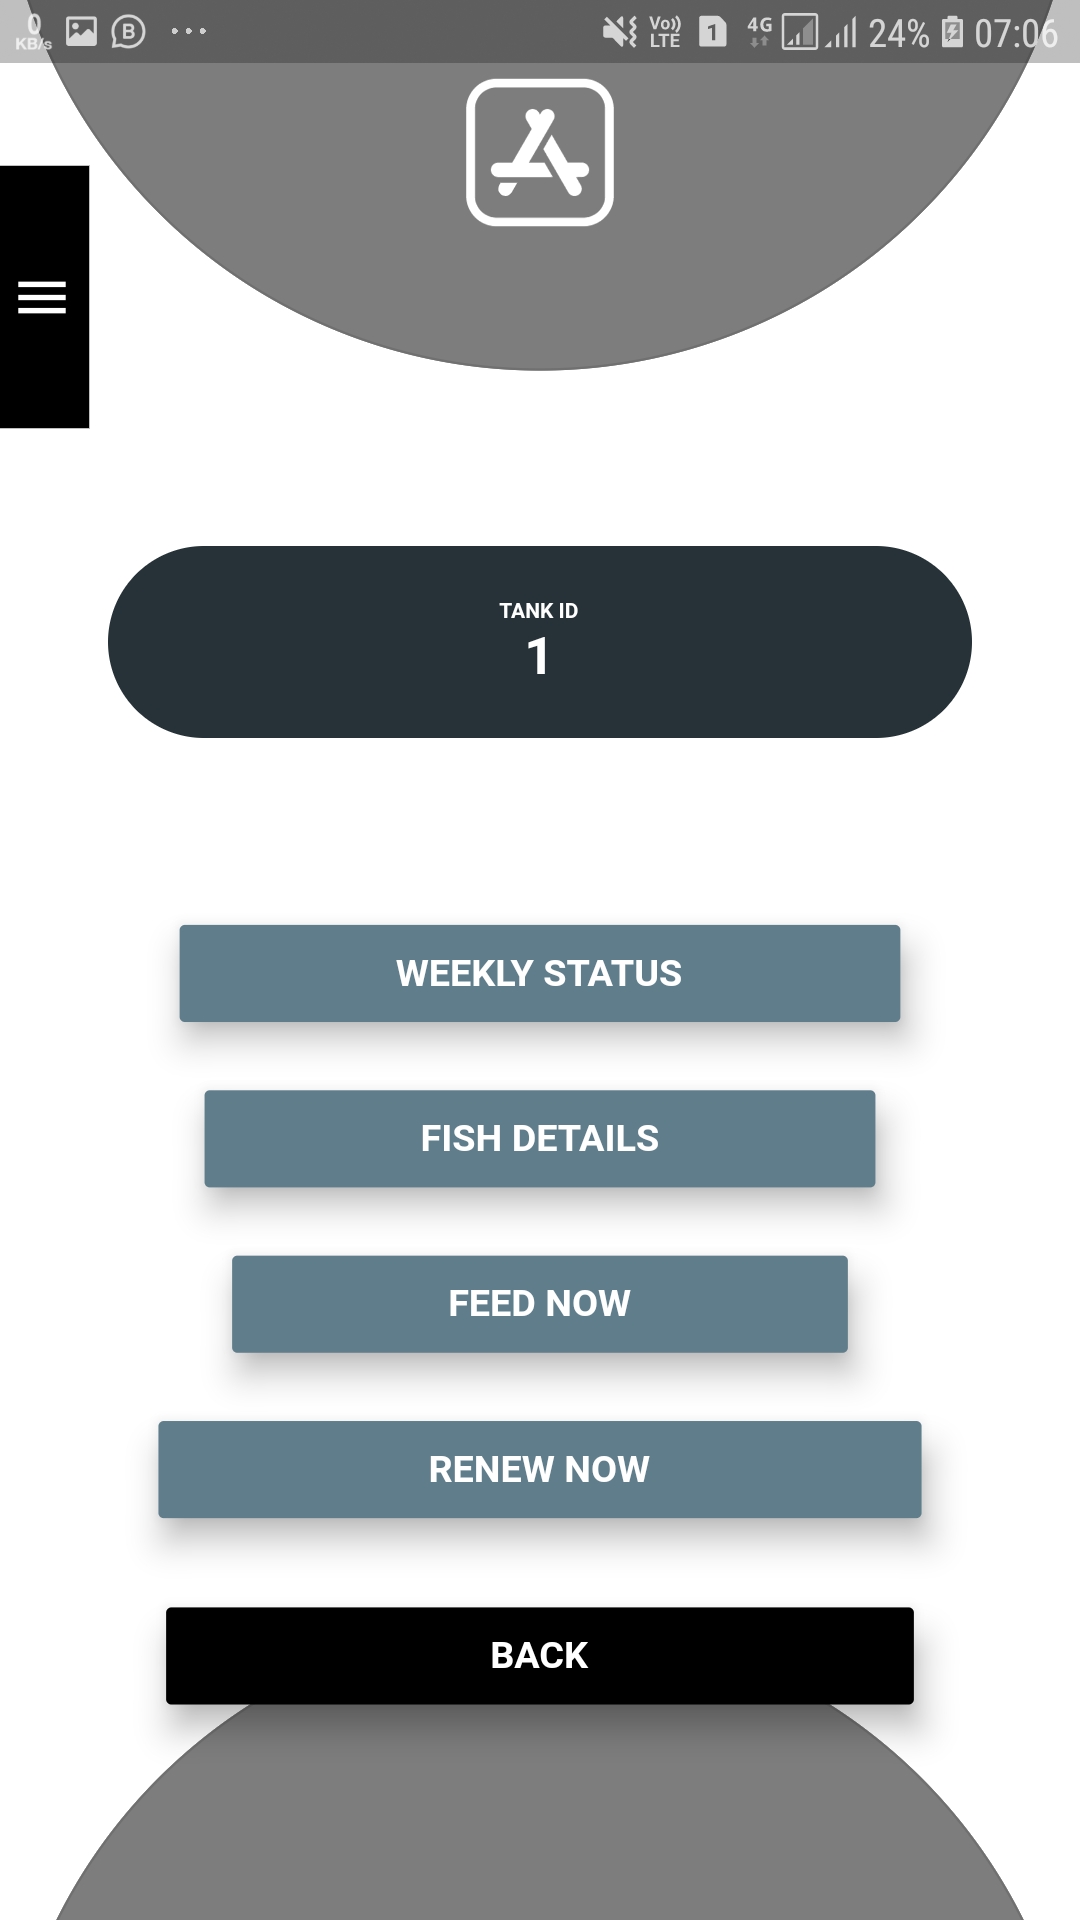 0 KB/s B Vo)) LTE 1 4G 24% 07:06
TANK ID
1
WEEKLY STATUS
FISH DETAILS
FEED NOW
RENEW NOW
BACK